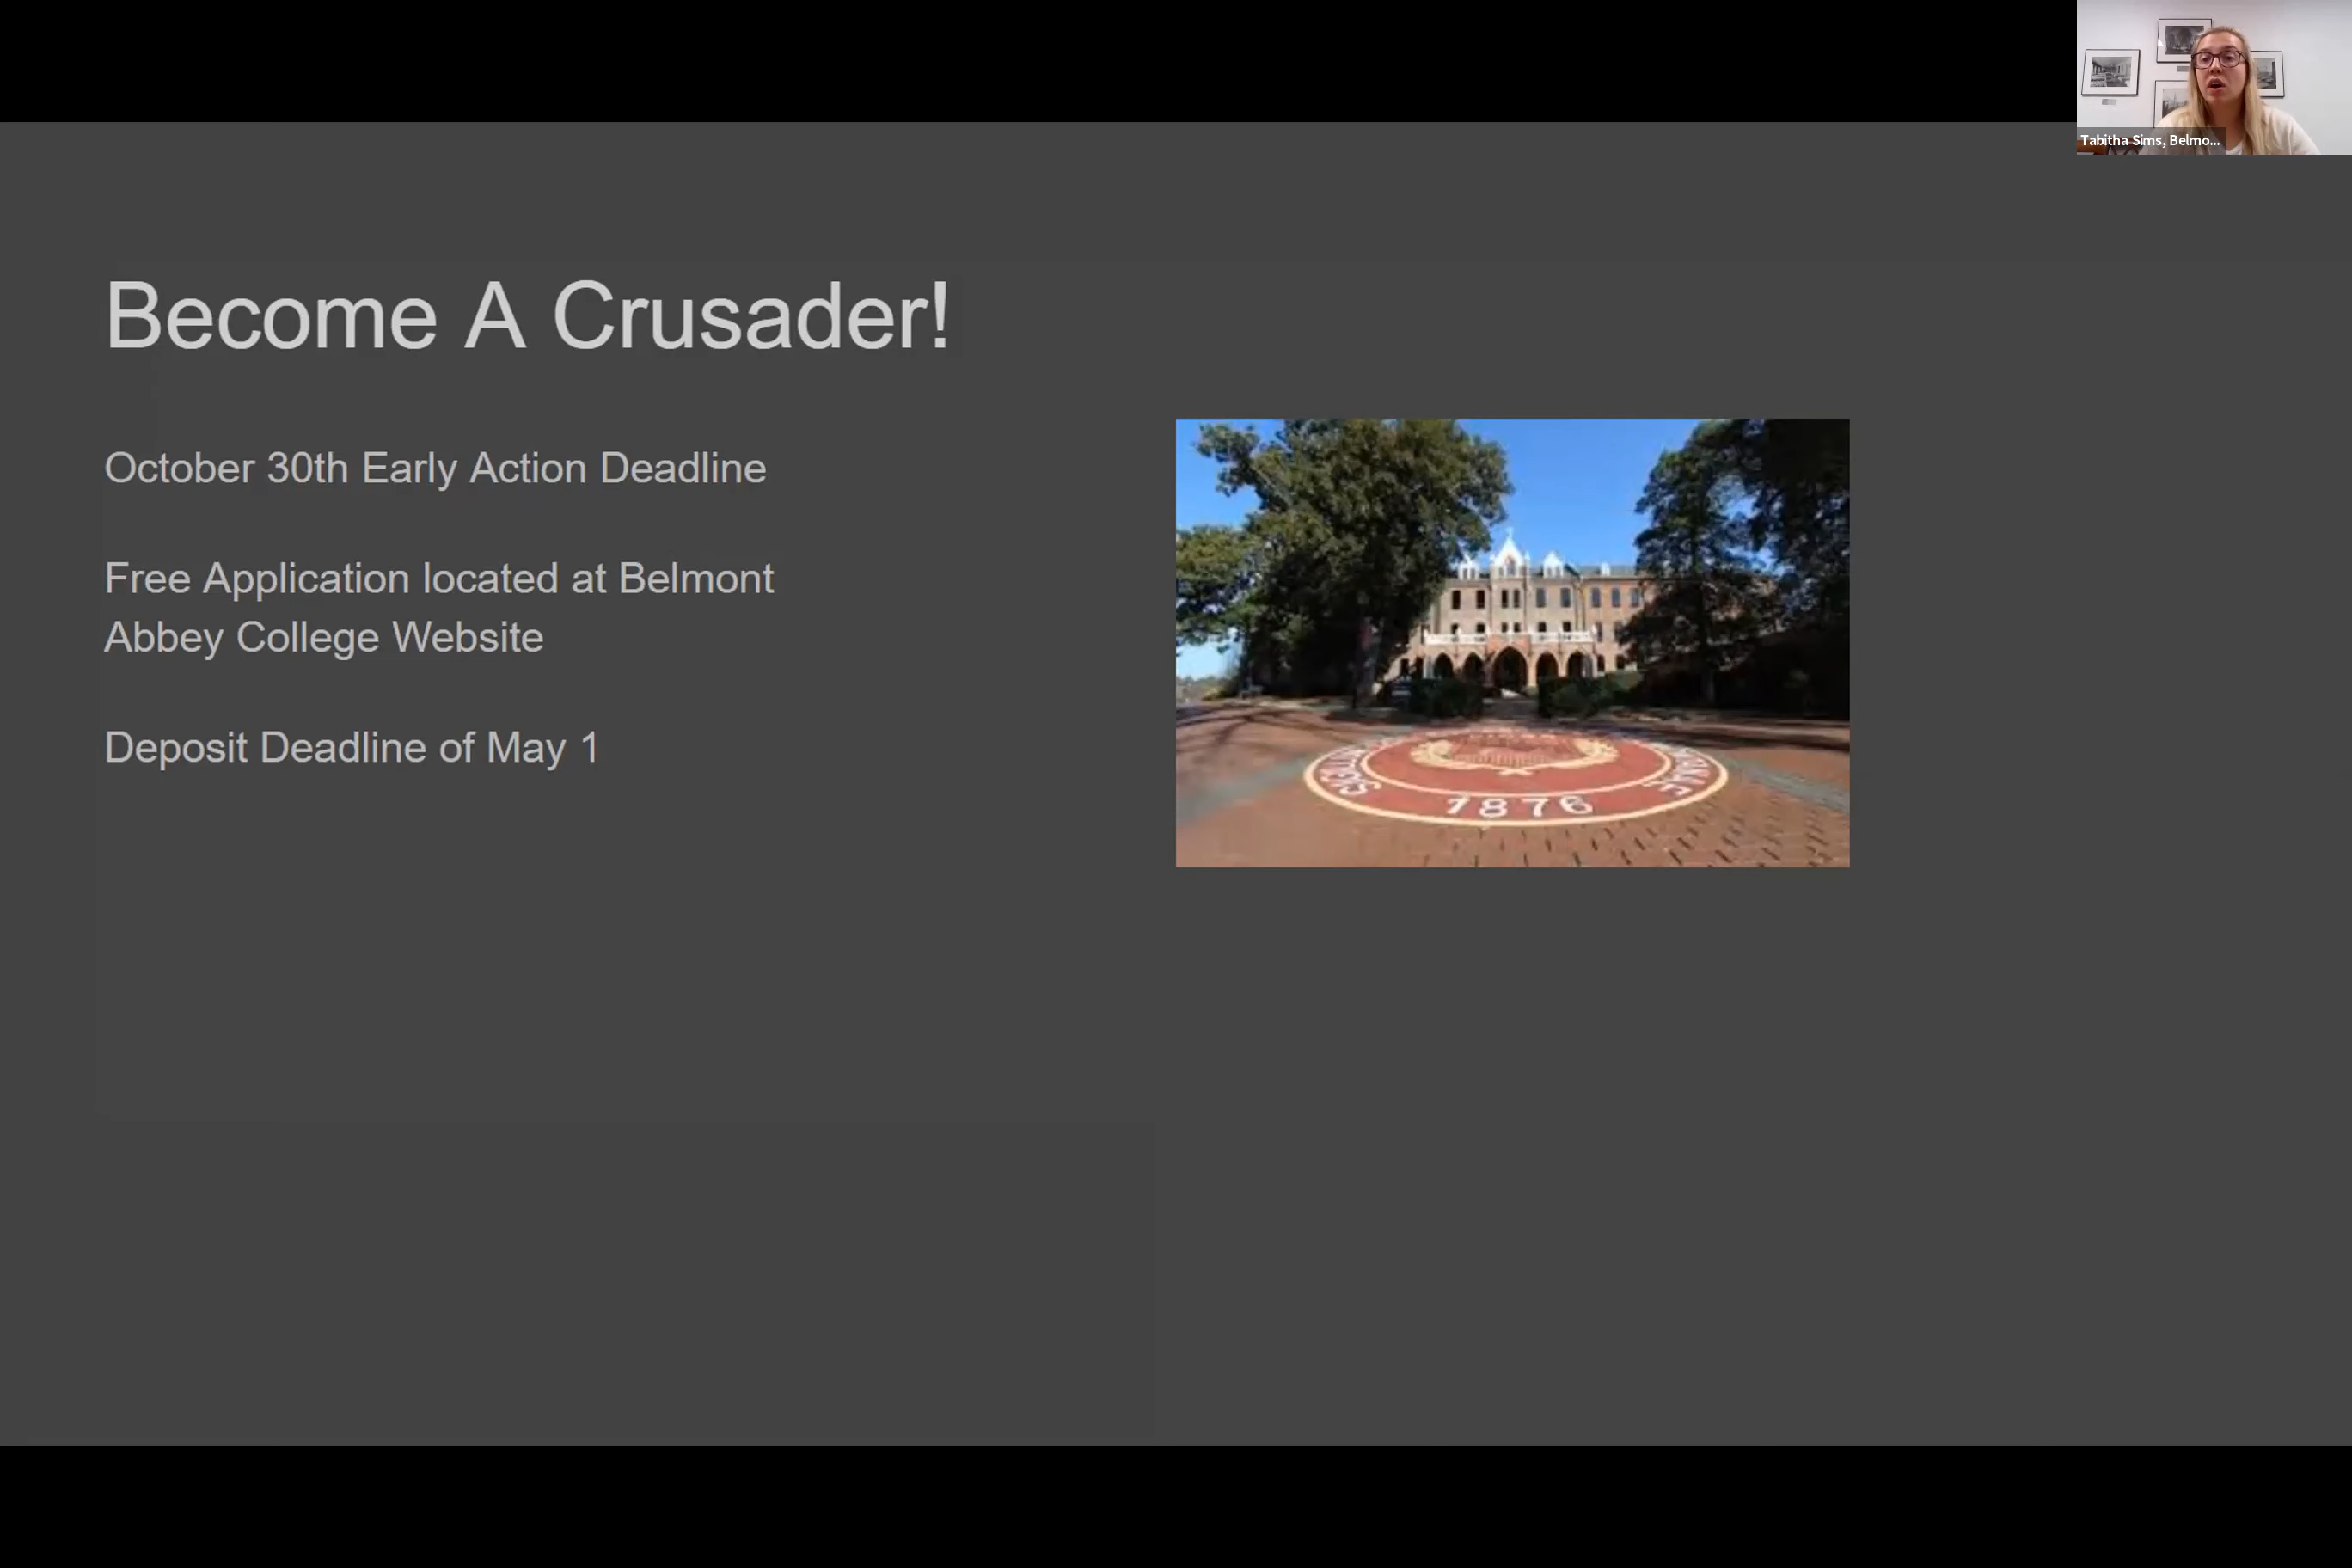 Tabitha Sims, Belmo...
Become A Crusader!
October 30th Early Action Deadline
Free Application located at Belmont
Abbey College Website
Deposit Deadline of May 1
1876